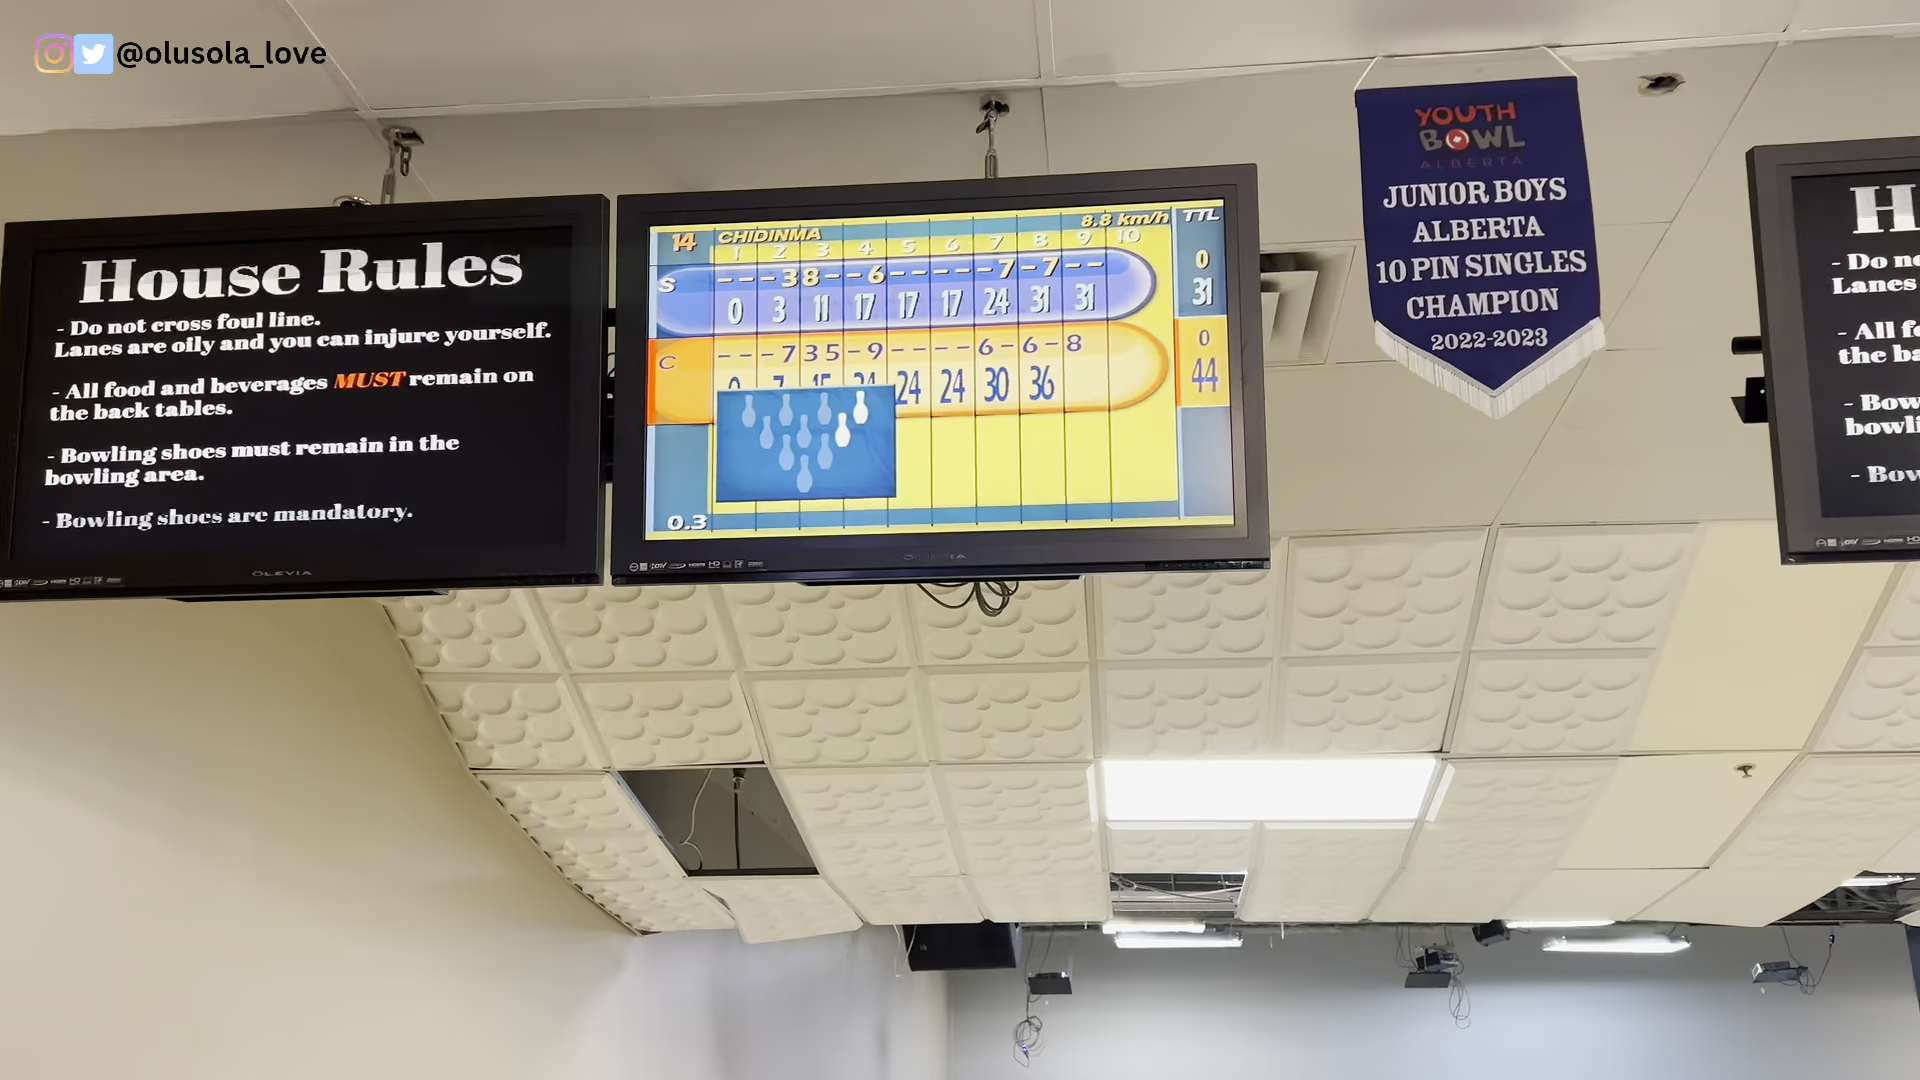 @olusola_love
House Rules
- Do not cross foul line.
Lanes are oily and you can injure yourself.
- All food and beverages MUST remain on
the back tables.
- Bowling shoes must remain in the
bowling area.
- Bowling shoes are mandatory.
OLEVIA
14 CHIDINMA 8.8 km/h TTL
1 2 3 4 5 6 7 8 9 10
S - - - - 3 8 - - 6 - - - - - 7 - 7 - - 0
0 3 11 17 17 17 24 31 31 31
C - - - 7 3 5 - 9 - - - - 6 - 6 - 8 0
24 24 30 36 44
0.3
YOUTH
BOWL
ALBERTA
JUNIOR BOYS
ALBERTA
10 PIN SINGLES
CHAMPION
2022-2023
H
- Do no
Lanes
- All fo
the ba
- Bow
bowli
- Bow